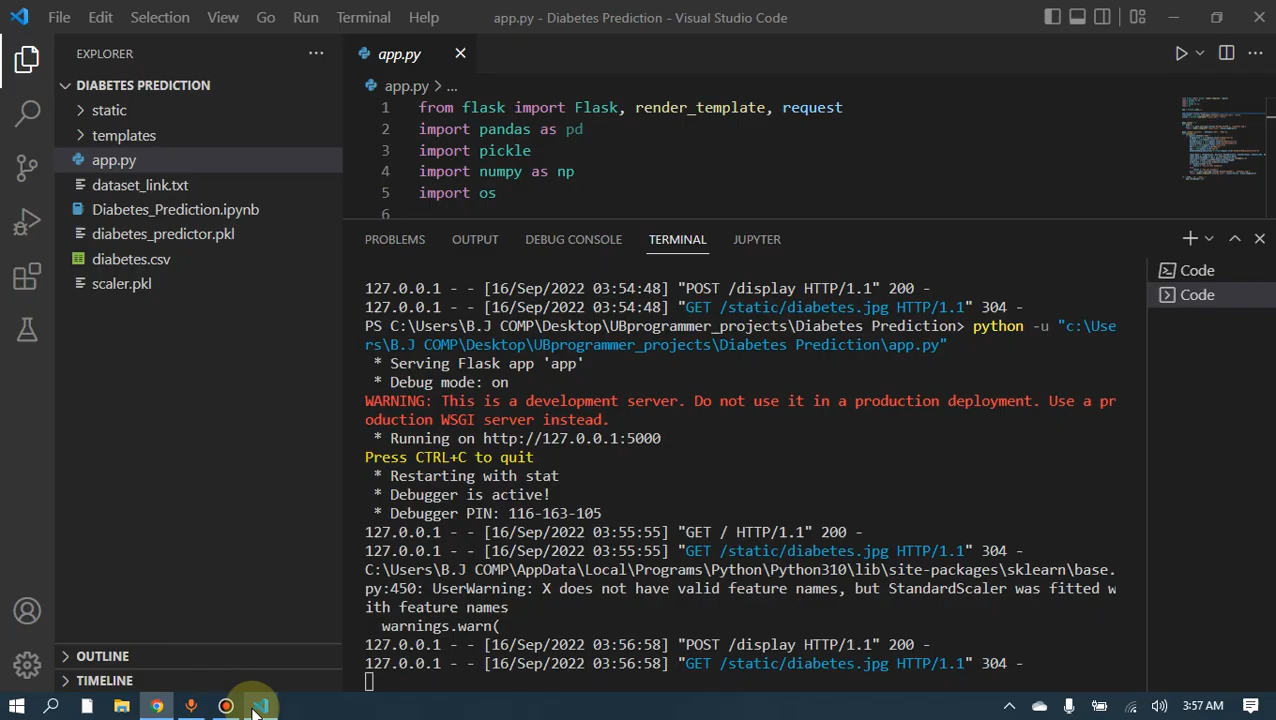 File Edit Selection View Go Run Terminal Help app.py - Diabetes Prediction - Visual Studio Code
EXPLORER
DIABETES PREDICTION
static
templates
app.py
dataset_link.txt
Diabetes_Prediction.ipynb
diabetes_predictor.pkl
diabetes.csv
scaler.pkl
OUTLINE
TIMELINE
app.py
app.py > ...
1 from flask import Flask, render_template, request
2 import pandas as pd
3 import pickle
4 import numpy as np
5 import os
6
PROBLEMS OUTPUT DEBUG CONSOLE TERMINAL JUPYTER
Code
Code
127.0.0.1 - - [16/Sep/2022 03:54:48] "POST /display HTTP/1.1" 200 -
127.0.0.1 - - [16/Sep/2022 03:54:48] "GET /static/diabetes.jpg HTTP/1.1" 304 -
PS C:\Users\B.J COMP\Desktop\UBprogrammer_projects\Diabetes Prediction> python -u "c:\Use
rs\B.J COMP\Desktop\UBprogrammer_projects\Diabetes Prediction\app.py"
* Serving Flask app 'app'
* Debug mode: on
WARNING: This is a development server. Do not use it in a production deployment. Use a pr
oduction WSGI server instead.
* Running on http://127.0.0.1:5000
Press CTRL+C to quit
* Restarting with stat
* Debugger is active!
* Debugger PIN: 116-163-105
127.0.0.1 - - [16/Sep/2022 03:55:55] "GET / HTTP/1.1" 200 -
127.0.0.1 - - [16/Sep/2022 03:55:55] "GET /static/diabetes.jpg HTTP/1.1" 304 -
C:\Users\B.J COMP\AppData\Local\Programs\Python\Python310\lib\site-packages\sklearn\base.
py:450: UserWarning: X does not have valid feature names, but StandardScaler was fitted w
ith feature names
warnings.warn(
127.0.0.1 - - [16/Sep/2022 03:56:58] "POST /display HTTP/1.1" 200 -
127.0.0.1 - - [16/Sep/2022 03:56:58] "GET /static/diabetes.jpg HTTP/1.1" 304 -
3:57 AM